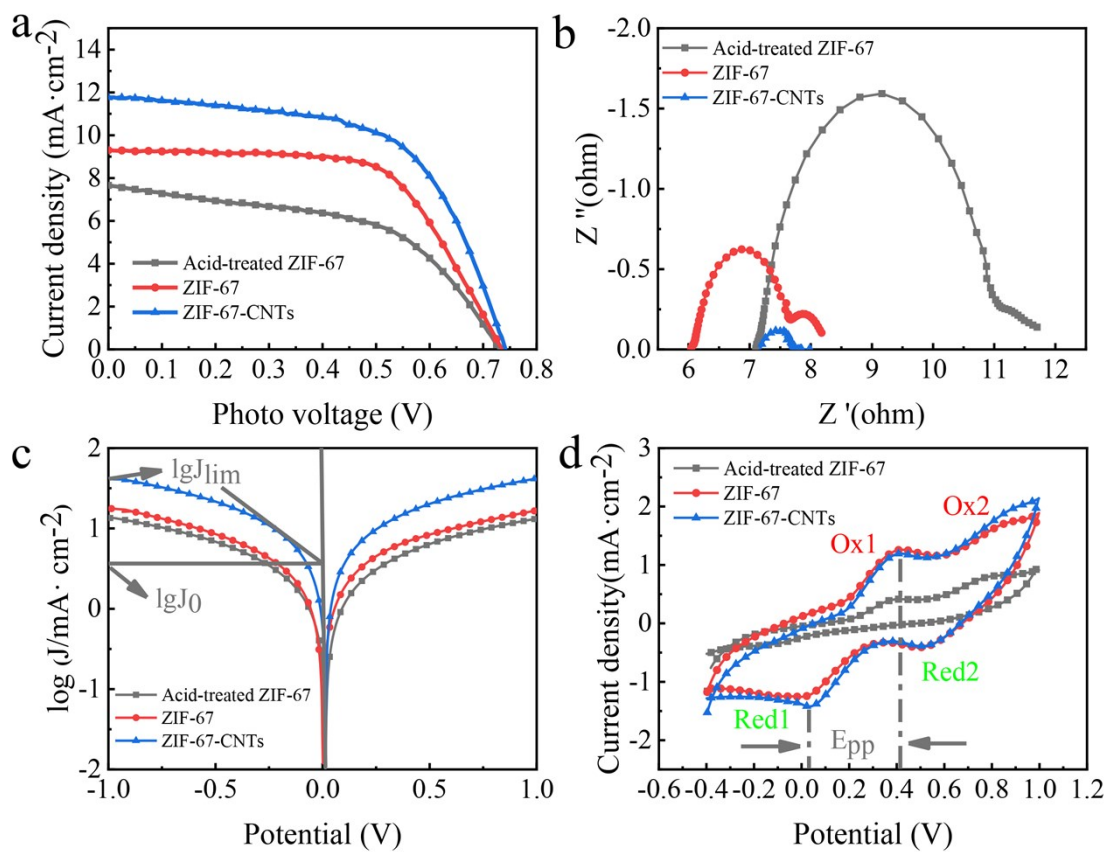 a
Current density (mA·cm-2)
14
12
10
8
6
4
2
0
Acid-treated ZIF-67
ZIF-67
ZIF-67-CNTs
0.0 0.1 0.2 0.3 0.4 0.5 0.6 0.7 0.8
Photo voltage (V)
b
Z "(ohm)
-2.0
-1.5
-1.0
-0.5
0.0
Acid-treated ZIF-67
ZIF-67
ZIF-67-CNTs
6 7 8 9 10 11 12
Z '(ohm)
c
log (J/mA· cm-2)
2
1
0
-1
-2
lgJlim
lgJ0
Acid-treated ZIF-67
ZIF-67
ZIF-67-CNTs
-1.0 -0.5 0.0 0.5 1.0
Potential (V)
d
Current density(mA·cm-2)
3
2
1
0
-1
-2
Acid-treated ZIF-67
ZIF-67
ZIF-67-CNTs
Ox2
Ox1
Red2
Red1
Epp
-0.6 -0.4 -0.2 0.0 0.2 0.4 0.6 0.8 1.0 1.2
Potential (V)